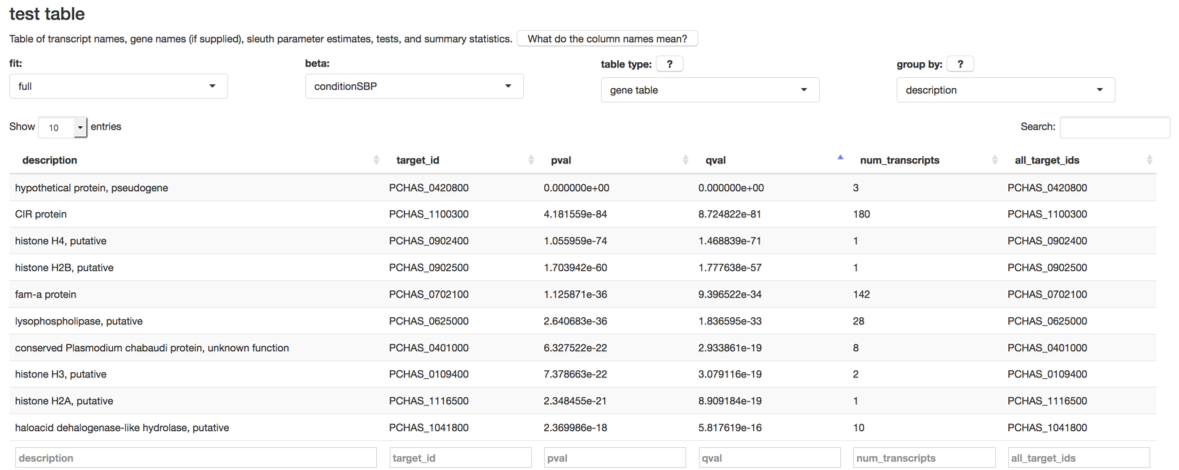 test table
Table of transcript names, gene names (if supplied), sleuth parameter estimates, tests, and summary statistics. What do the column names mean?
fit: beta: table type: ? group by: ?
full conditionSBP gene table description
Show 10 entries Search:
description target_id pval qval num_transcripts all_target_ids
hypothetical protein, pseudogene PCHAS_0420800 0.000000e+00 0.000000e+00 3 PCHAS_0420800
CIR protein PCHAS_1100300 4.181559e-84 8.724822e-81 180 PCHAS_1100300
histone H4, putative PCHAS_0902400 1.055959e-74 1.468839e-71 1 PCHAS_0902400
histone H2B, putative PCHAS_0902500 1.703942e-60 1.777638e-57 1 PCHAS_0902500
fam-a protein PCHAS_0702100 1.125871e-36 9.396522e-34 142 PCHAS_0702100
lysophospholipase, putative PCHAS_0625000 2.640683e-36 1.836595e-33 28 PCHAS_0625000
conserved Plasmodium chabaudi protein, unknown function PCHAS_0401000 6.327522e-22 2.933861e-19 8 PCHAS_0401000
histone H3, putative PCHAS_0109400 7.378663e-22 3.079116e-19 2 PCHAS_0109400
histone H2A, putative PCHAS_1116500 2.348455e-21 8.909184e-19 1 PCHAS_1116500
haloacid dehalogenase-like hydrolase, putative PCHAS_1041800 2.369986e-18 5.817619e-16 10 PCHAS_1041800
description target_id pval qval num_transcripts all_target_ids